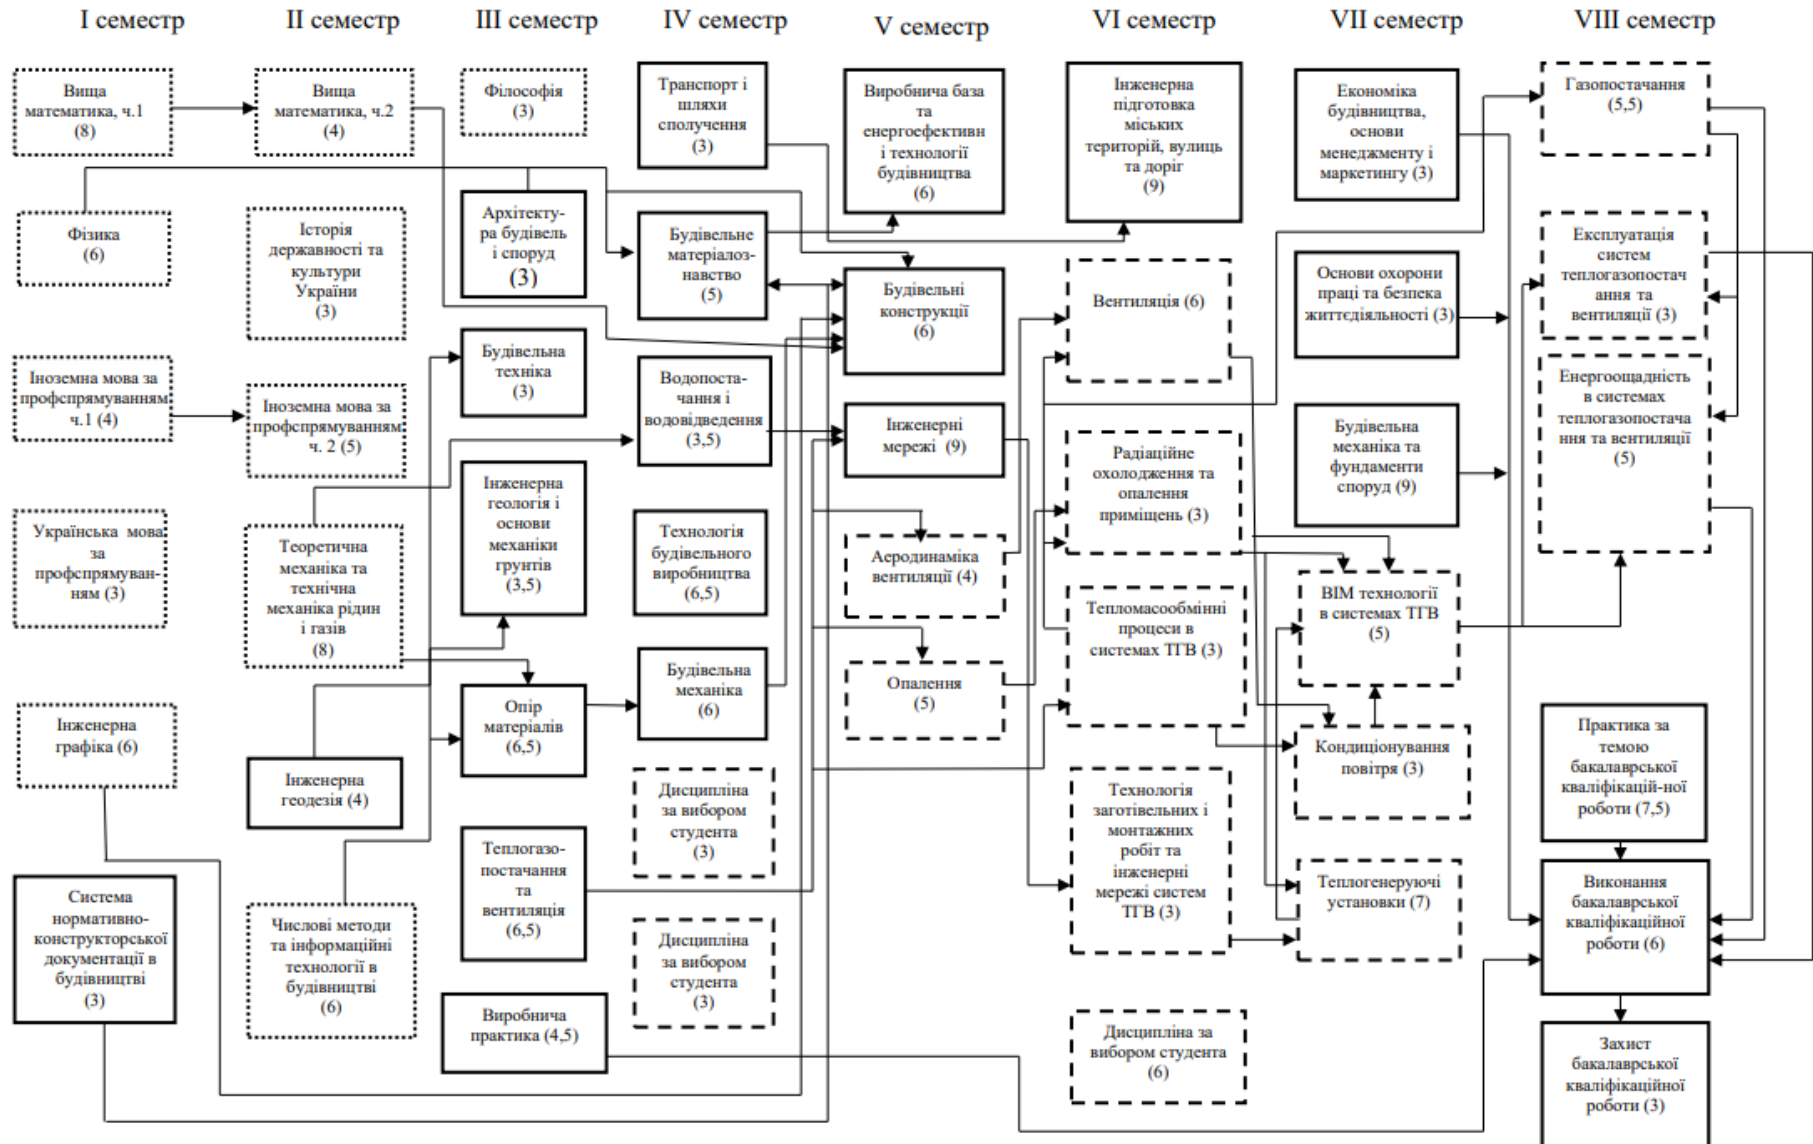 I семестр
II семестр
III семестр
IV семестр
V семестр
VI семестр
VII семестр
VIII семестр
Вища
математика, ч.1
(8)
Фізика
(6)
Іноземна мова за
профспрямуванням
ч.1 (4)
Українська мова
за
профспрямуван-
ням (3)
Інженерна
графіка (6)
Система
нормативно-
конструкторської
документації в
будівництві
(3)
Вища
математика, ч.2
(4)
Історія
державності та
культури
України
(3)
Іноземна мова за
профспрямуванням
ч. 2 (5)
Теоретична
механіка та
технічна
механіка рідин
і газів
(8)
Інженерна
геодезія (4)
Числові методи
та інформаційні
технології в
будівництві
(6)
Філософія
(3)
Архітекту-
ра будівель
і споруд
(3)
Будівельна
техніка
(3)
Інженерна
геологія і
основи
механіки
грунтів
(3,5)
Опір
матеріалів
(6,5)
Теплогазо-
постачання
та
вентиляція
(6,5)
Виробнича
практика (4,5)
Транспорт і
шляхи
сполучення
(3)
Будівельне
матеріалоз-
навство
(5)
Водопоста-
чання і
водовідведення
(3,5)
Технологія
будівельного
виробництва
(6,5)
Будівельна
механіка
(6)
Дисципліна
за вибором
студента
(3)
Дисципліна
за вибором
студента
(3)
Виробнича база
та
енергоефективн
і технології
будівництва
(6)
Будівельні
конструкції
(6)
Інженерні
мережі (9)
Аеродинаміка
вентиляції (4)
Опалення
(5)
Інженерна
підготовка
міських
територій, вулиць
та доріг
(9)
Вентиляція (6)
Радіаційне
охолодження та
опалення
приміщень (3)
Тепломасообмінні
процеси в
системах ТГВ (3)
Технологія
заготівельних і
монтажних
робіт та
інженерні
мережі систем
ТГВ (3)
Дисципліна за
вибором студента
(6)
Економіка
будівництва,
основи
менеджменту і
маркетингу (3)
Основи охорони
праці та безпека
життєдіяльності (3)
Будівельна
механіка та
фундаменти
споруд (9)
BIM технології
в системах ТГВ
(5)
Кондиціонування
повітря (3)
Теплогенеруючі
установки (7)
Газопостачання
(5,5)
Експлуатація
систем
теплогазопостач
ання та
вентиляції (3)
Енергоощадність
в системах
теплогазопостача
ння та вентиляції
(5)
Практика за
темою
бакалаврської
кваліфікацій-ної
роботи (7,5)
Виконання
бакалаврської
кваліфікаційної
роботи (6)
Захист
бакалаврської
кваліфікаційної
роботи (3)